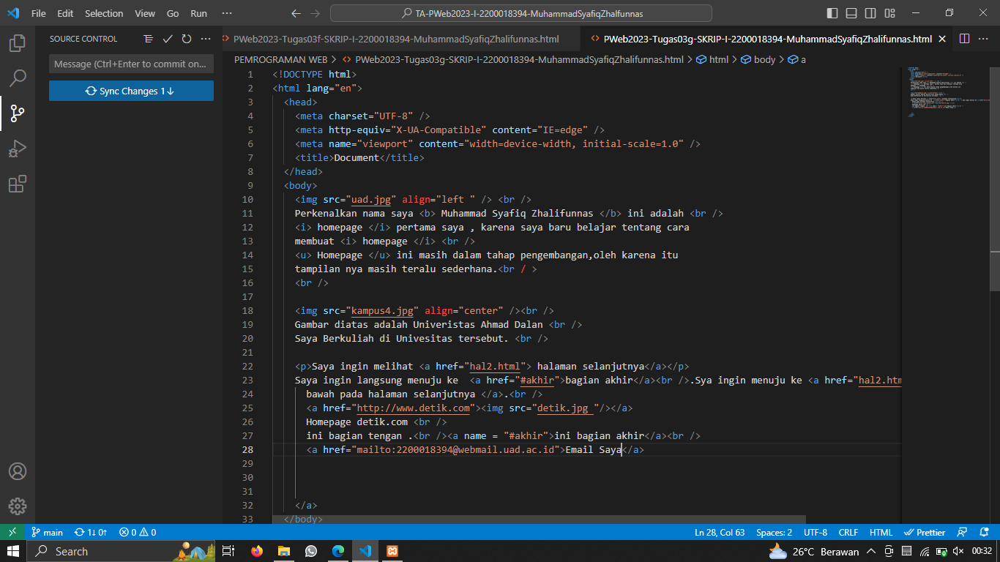 File Edit Selection View Go Run ···
TA-PWeb2023-I-2200018394-MuhammadSyafiqZhalfunnas
SOURCE CONTROL
PWeb2023-Tugas03f-SKRIP-I-2200018394-MuhammadSyafiqZhalifunnas.html
PWeb2023-Tugas03g-SKRIP-I-2200018394-MuhammadSyafiqZhalifunnas.html
Message (Ctrl+Enter to commit on...
Sync Changes 1↓
PEMROGRAMAN WEB > <> PWeb2023-Tugas03g-SKRIP-I-2200018394-MuhammadSyafiqZhalifunnas.html > html > body > a
1 <!DOCTYPE html>
2 <html lang="en">
3 <head>
4 <meta charset="UTF-8" />
5 <meta http-equiv="X-UA-Compatible" content="IE=edge" />
6 <meta name="viewport" content="width=device-width, initial-scale=1.0" />
7 <title>Document</title>
8 </head>
9 <body>
10 <img src="uad.jpg" align="left " /> <br />
11 Perkenalkan nama saya <b> Muhammad Syafiq Zhalifunnas </b> ini adalah <br />
12 <i> homepage </i> pertama saya , karena saya baru belajar tentang cara
13 membuat <i> homepage </i> <br />
14 <u> Homepage </u> ini masih dalam tahap pengembangan,oleh karena itu
15 tampilan nya masih teralu sederhana.<br / >
16 <br />
17
18 <img src="kampus4.jpg" align="center" /><br />
19 Gambar diatas adalah Univeristas Ahmad Dalan <br />
20 Saya Berkuliah di Univesitas tersebut. <br />
21
22 <p>Saya ingin melihat <a href="hal2.html"> halaman selanjutnya</a></p>
23 Saya ingin langsung menuju ke  <a href="#akhir">bagian akhir</a><br />.Sya ingin menuju ke <a href="hal2.htm
24 bawah pada halaman selanjutnya </a>.<br />
25 <a href="http://www.detik.com"><img src="detik.jpg "/></a>
26 Homepage detik.com <br />
27 ini bagian tengan .<br /><a name = "#akhir">ini bagian akhir</a><br />
28 <a href="mailto:2200018394@webmail.uad.ac.id">Email Saya</a>
29
30
31
32 </a>
33 </body>
main 1↓ 0↑ 0 0 Ln 28, Col 63 Spaces: 2 UTF-8 CRLF HTML Prettier
Search 26°C Berawan 00:32